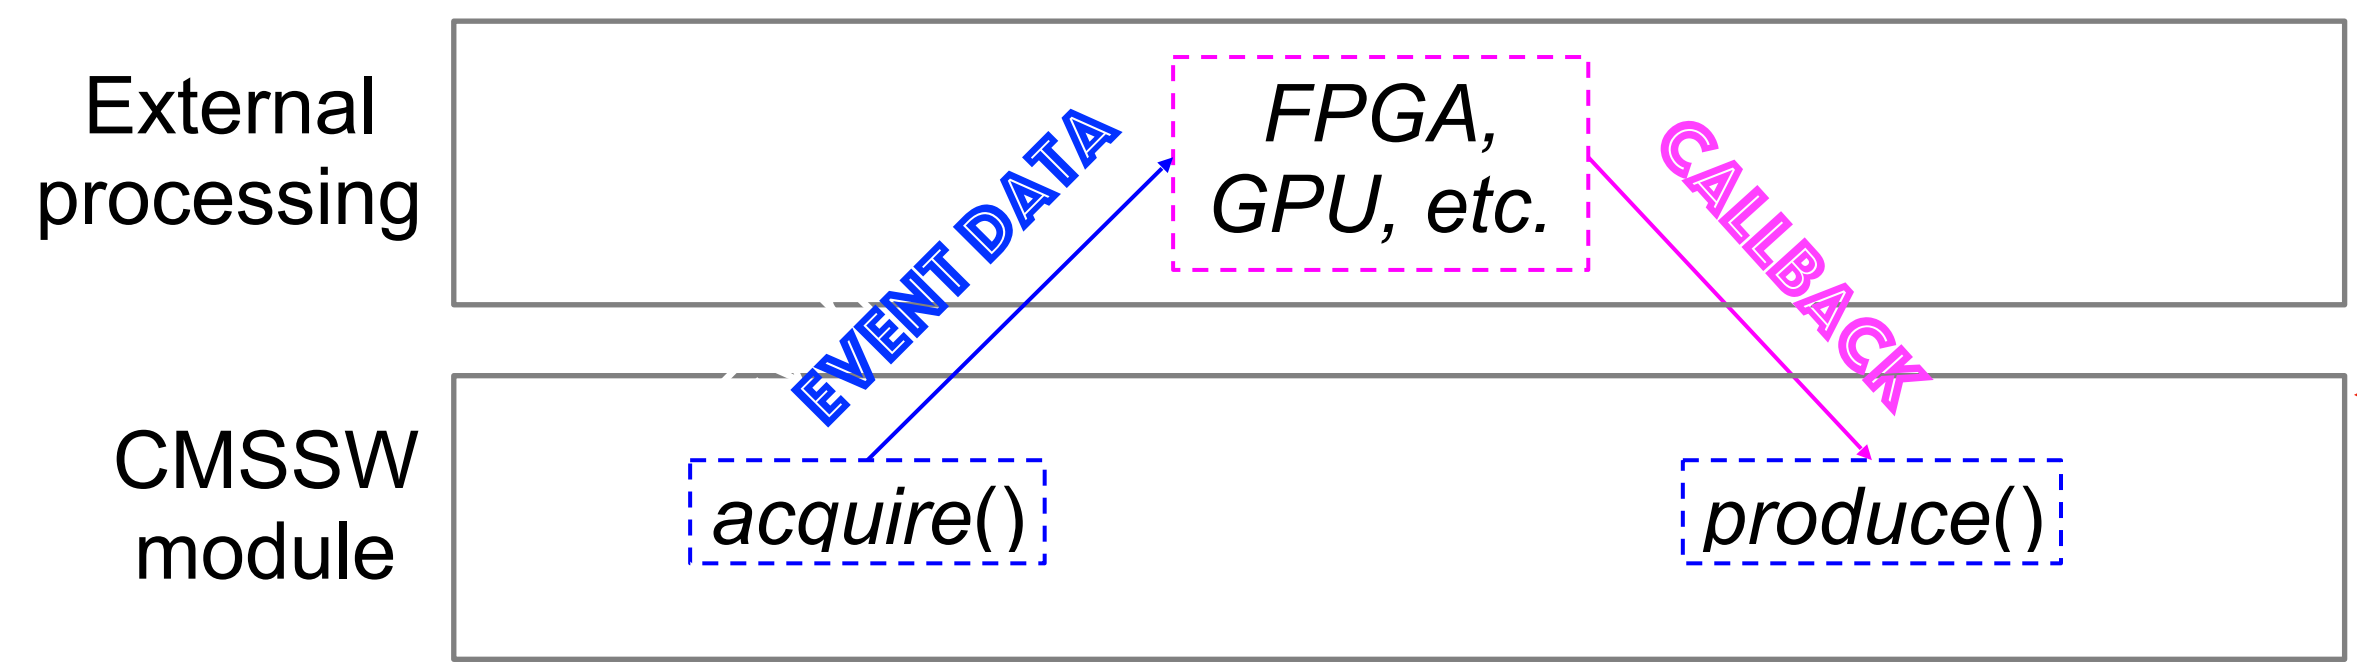 External
processing
FPGA,
GPU, etc.
EVENT DATA
CALLBACK
CMSSW
module
acquire()
produce()